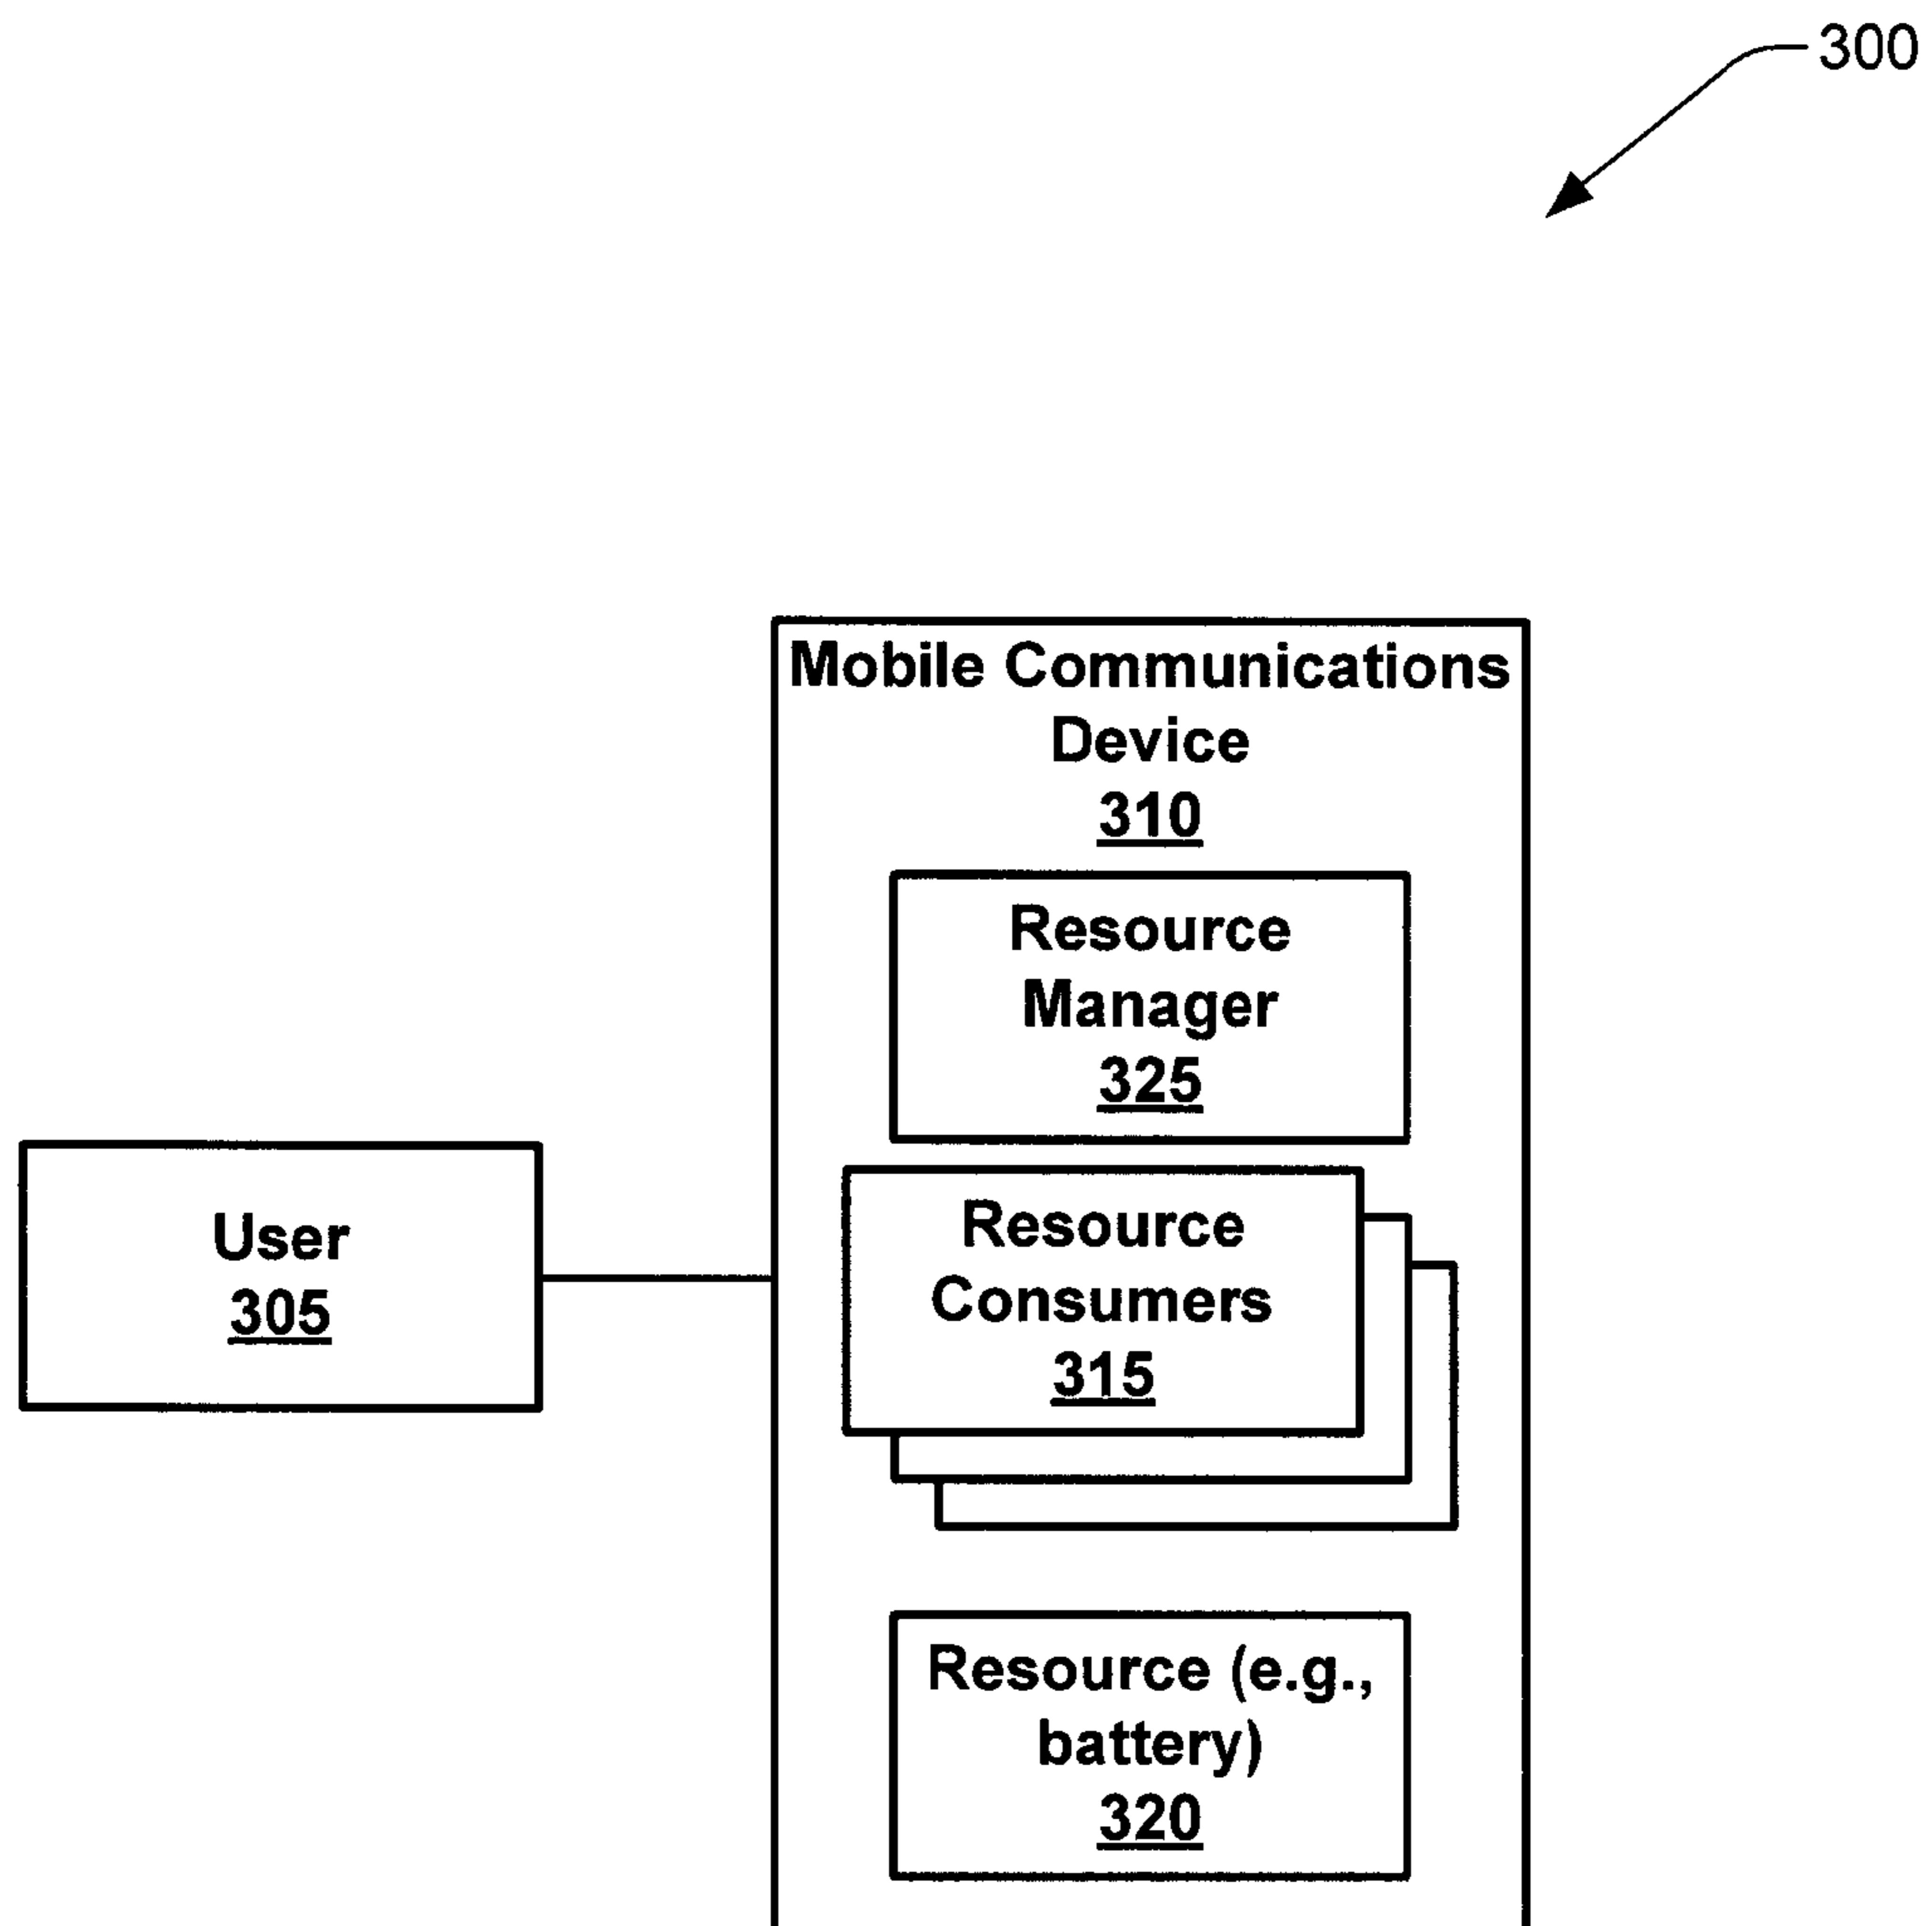 300
Mobile Communications
Device
310
Resource
Manager
325
User
305
Resource
Consumers
315
Resource (e.g.,
battery)
320